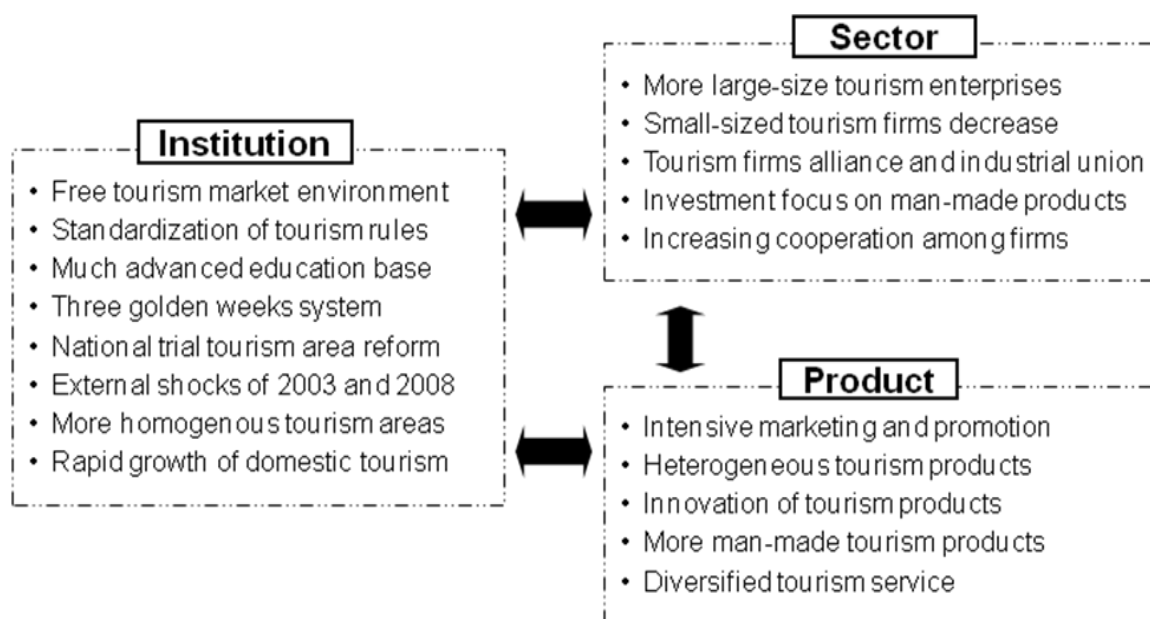 Institution
• Free tourism market environment
• Standardization of tourism rules
• Much advanced education base
• Three golden weeks system
• National trial tourism area reform
• External shocks of 2003 and 2008
• More homogenous tourism areas
• Rapid growth of domestic tourism
Sector
• More large-size tourism enterprises
• Small-sized tourism firms decrease
• Tourism firms alliance and industrial union
• Investment focus on man-made products
• Increasing cooperation among firms
Product
• Intensive marketing and promotion
• Heterogeneous tourism products
• Innovation of tourism products
• More man-made tourism products
• Diversified tourism service